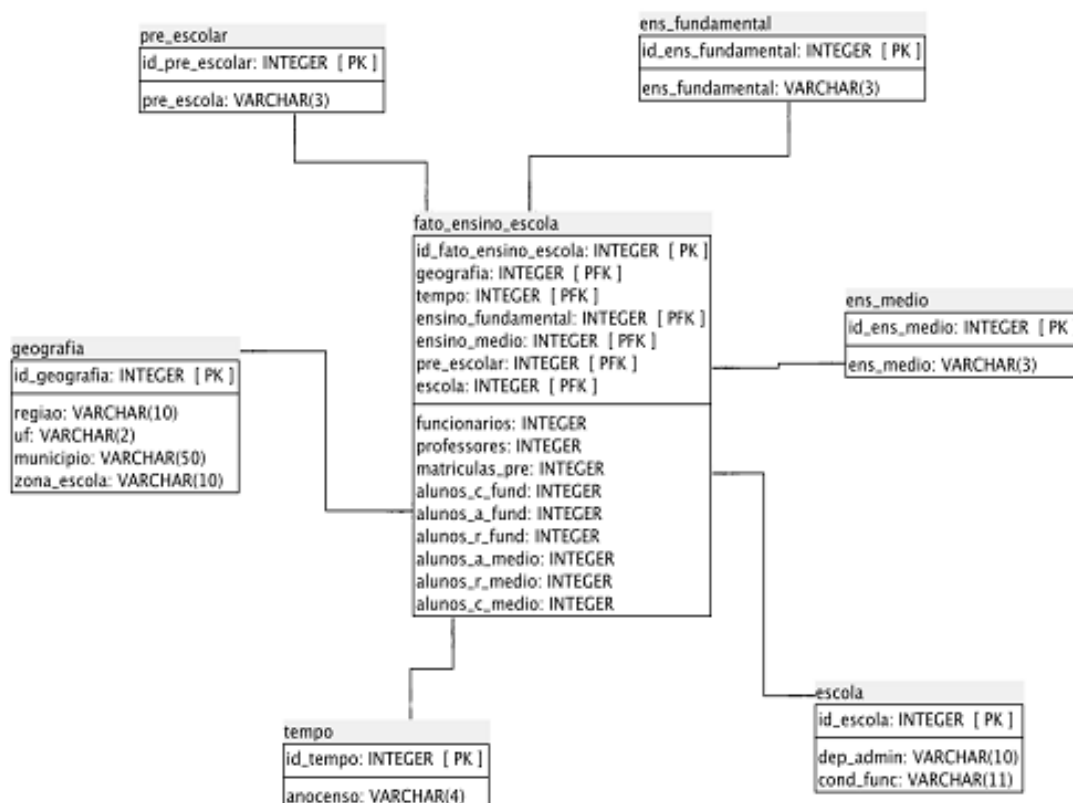 pre_escolar
id_pre_escolar: INTEGER [ PK ]
pre_escola: VARCHAR(3)
ens_fundamental
id_ens_fundamental: INTEGER [ PK ]
ens_fundamental: VARCHAR(3)
fato_ensino_escola
id_fato_ensino_escola: INTEGER [ PK ]
geografia: INTEGER [ PFK ]
tempo: INTEGER [ PFK ]
ensino_fundamental: INTEGER [ PFK ]
ensino_medio: INTEGER [ PFK ]
pre_escolar: INTEGER [ PFK ]
escola: INTEGER [ PFK ]
funcionarios: INTEGER
professores: INTEGER
matriculas_pre: INTEGER
alunos_c_fund: INTEGER
alunos_a_fund: INTEGER
alunos_r_fund: INTEGER
alunos_a_medio: INTEGER
alunos_r_medio: INTEGER
alunos_c_medio: INTEGER
ens_medio
id_ens_medio: INTEGER [ PK
ens_medio: VARCHAR(3)
geografia
id_geografia: INTEGER [ PK ]
regiao: VARCHAR(10)
uf: VARCHAR(2)
municipio: VARCHAR(50)
zona_escola: VARCHAR(10)
escola
id_escola: INTEGER [ PK ]
dep_admin: VARCHAR(10)
cond_func: VARCHAR(11)
tempo
id_tempo: INTEGER [ PK ]
anocenso: VARCHAR(4)